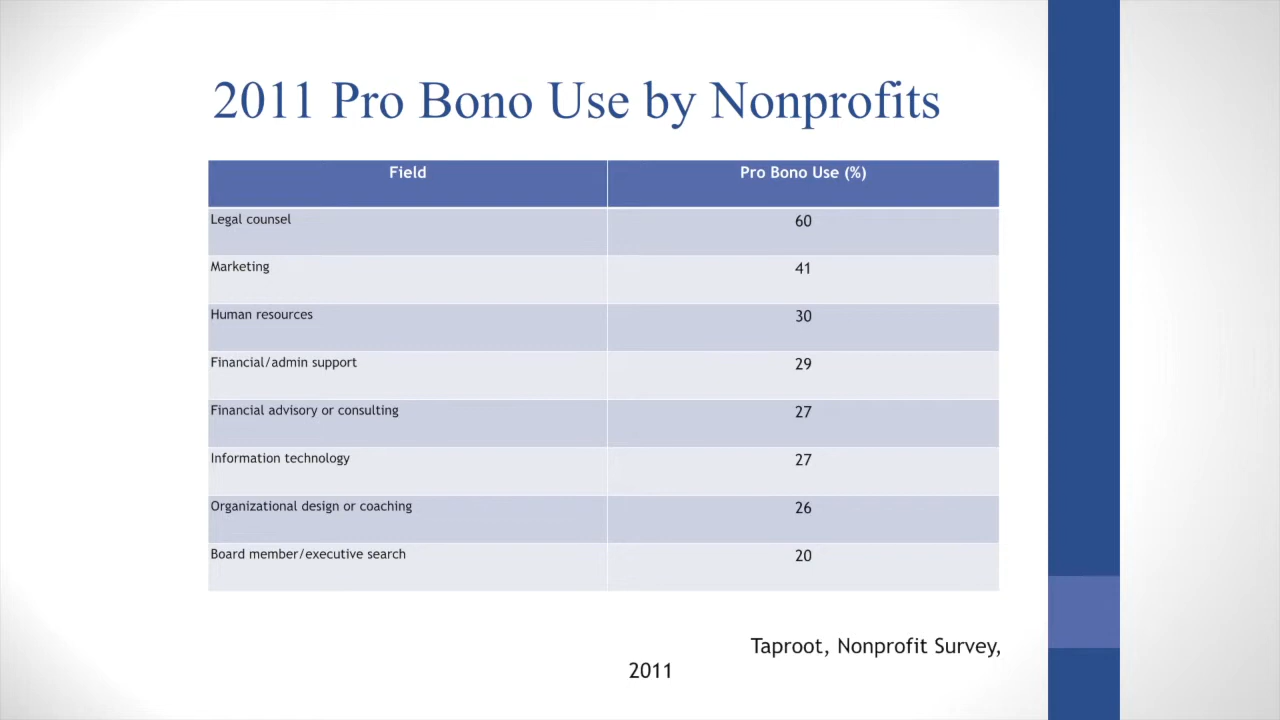 2011 Pro Bono Use by Nonprofits
Field Pro Bono Use (%)
Legal counsel 60
Marketing 41
Human resources 30
Financial/admin support 29
Financial advisory or consulting 27
Information technology 27
Organizational design or coaching 26
Board member/executive search 20
Taproot, Nonprofit Survey,
2011